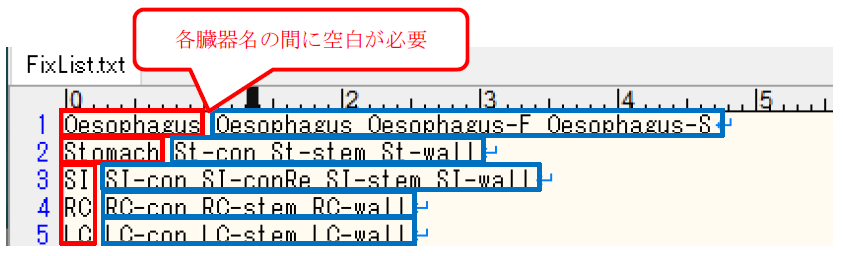 各臓器名の間に空白が必要
FixList.txt
|0 |2 |3 |4 |5
1 Oesophagus Oesophagus Oesophagus-F Oesophagus-S
2 Stomach St-con St-stem St-wall
3 SI SI-con SI-conRe SI-stem SI-wall
4 RC RC-con RC-stem RC-wall
5 LC LC-con LC-stem LC-wall